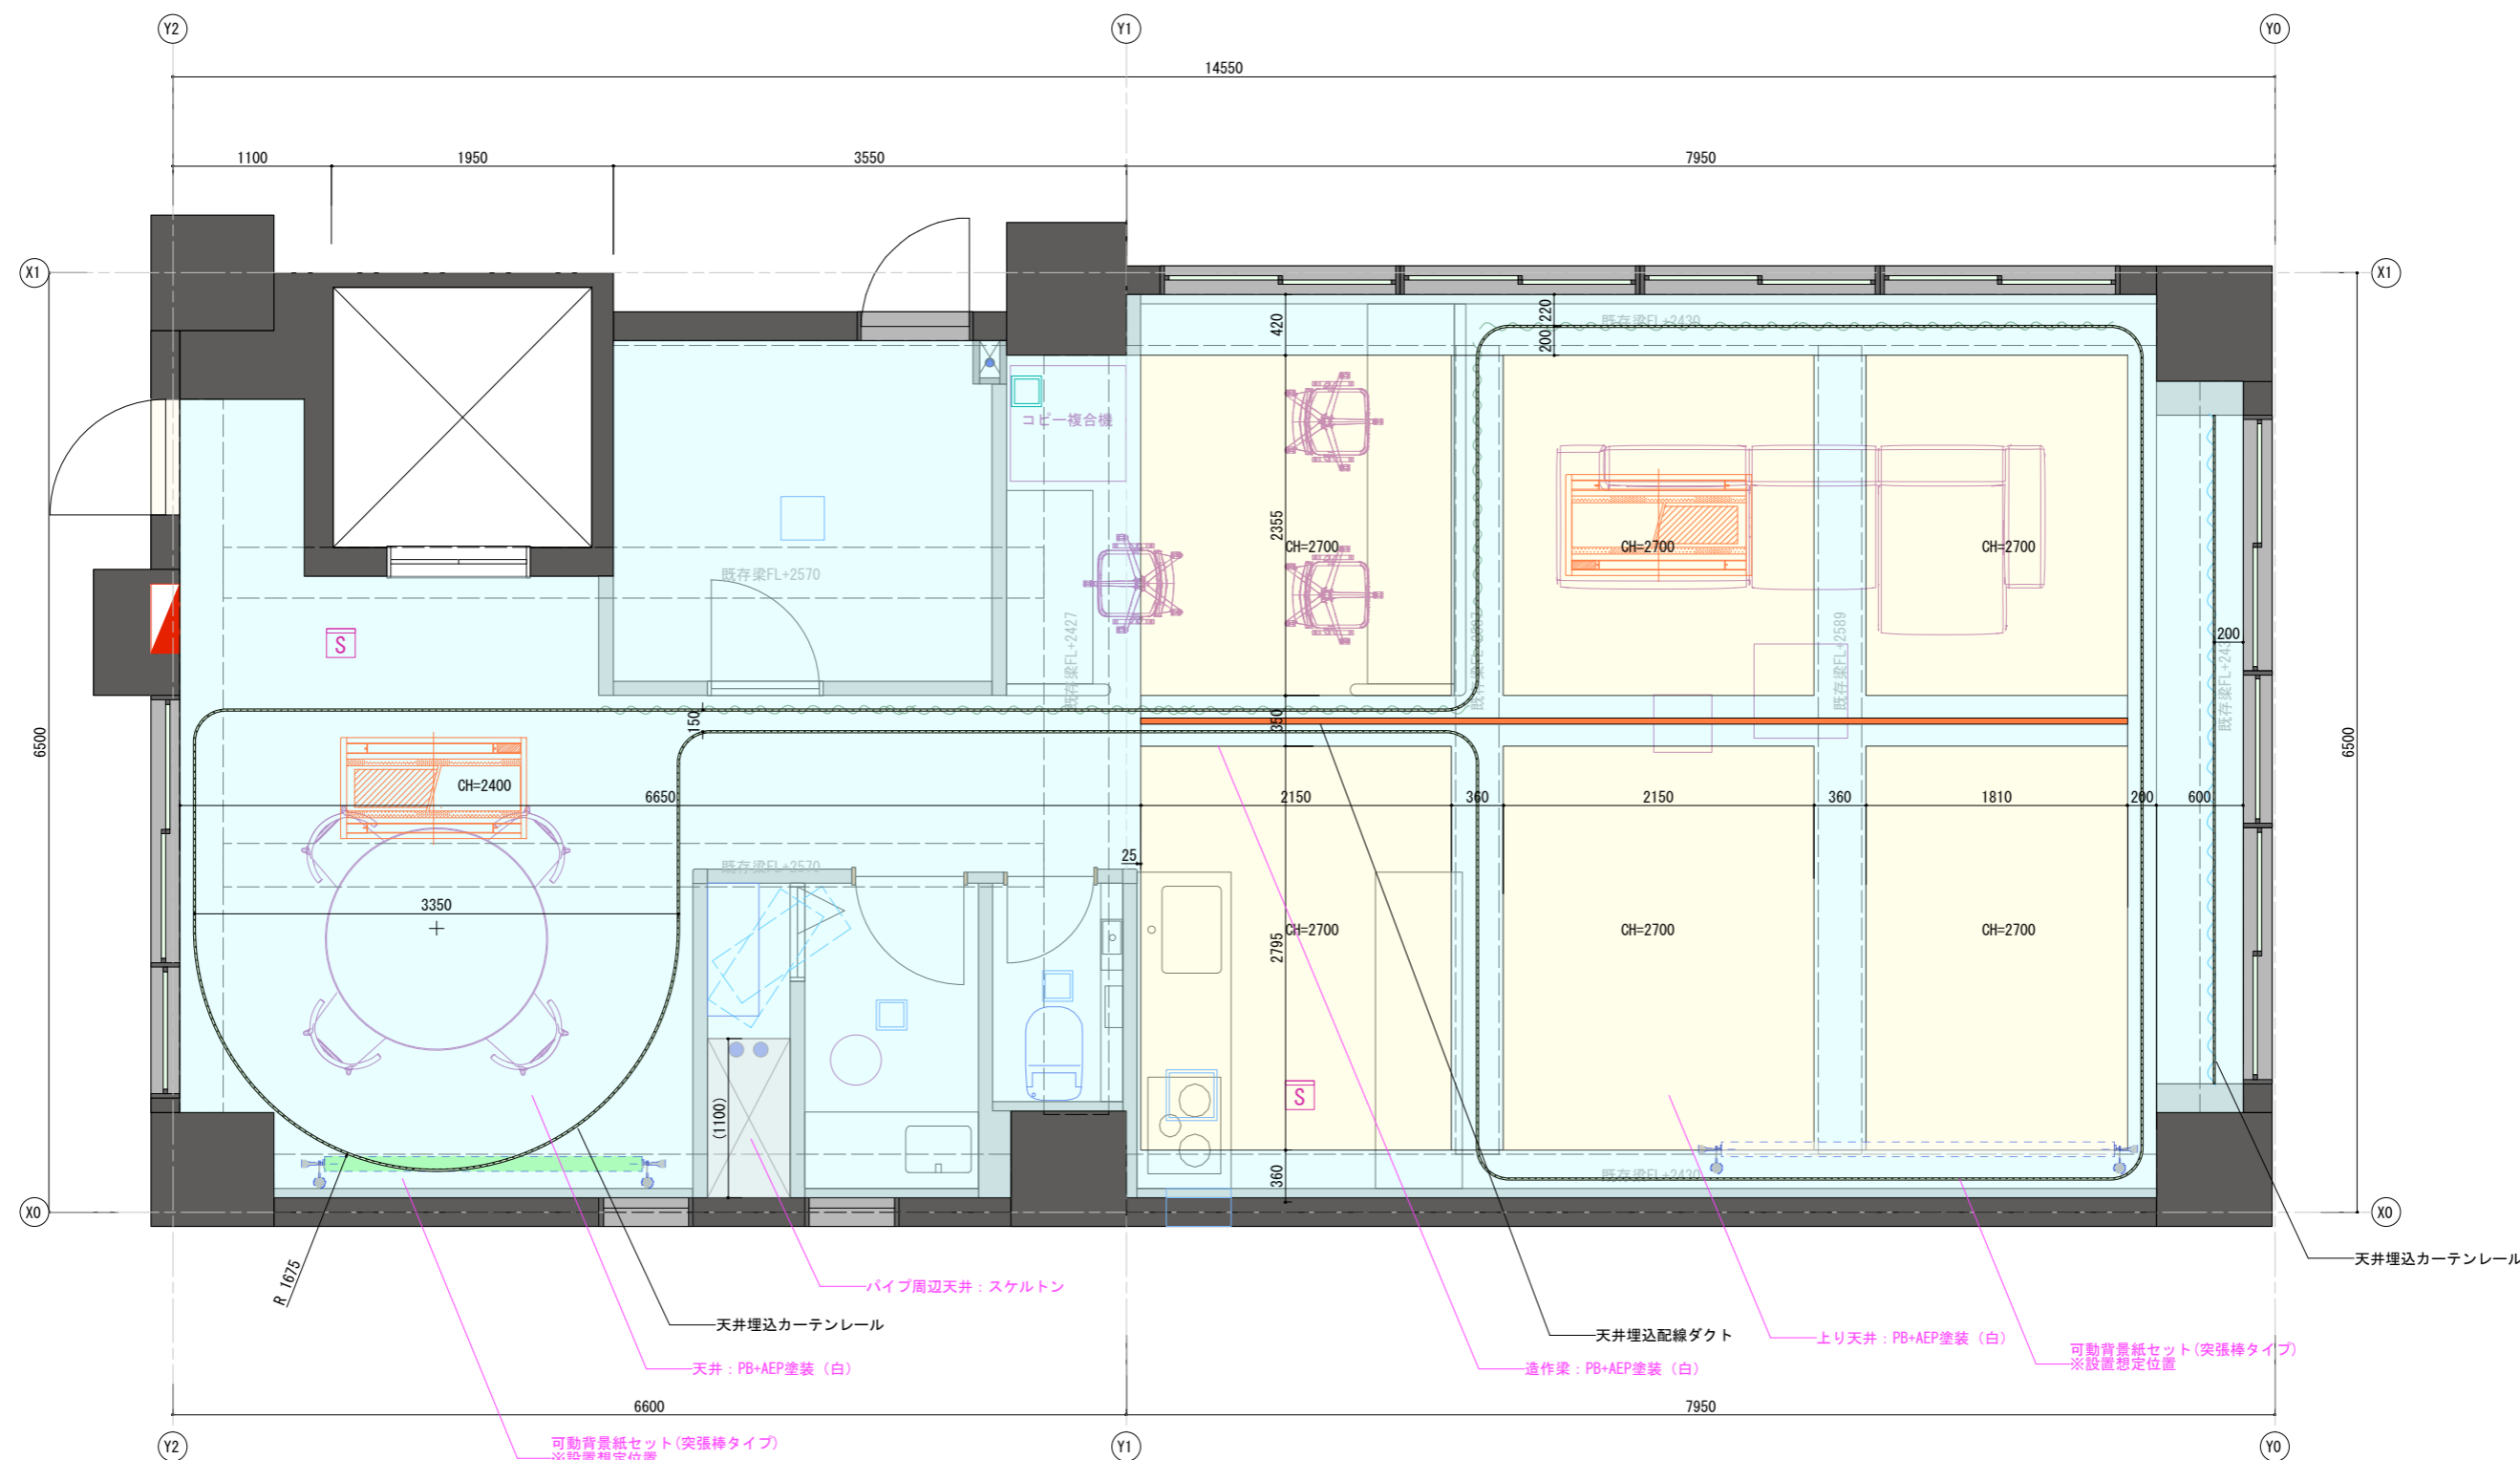 Y2
Y1
Y0
14550
1100
1950
3550
7950
X1
X1
420
220
200
既存梁FL+2430
コピー複合機
2355
CH=2700
CH=2700
CH=2700
既存梁FL+2570
既存梁FL+2427
既存梁FL+2589
200
S
6500
6500
150
350
CH=2400
6650
2150
360
2150
360
1810
200
600
既存梁FL+2570
25
3350
CH=2700
CH=2700
CH=2700
2795
S
(1100)
360
既存梁FL+2430
X0
X0
R 1675
天井埋込カーテンレール
パイプ周辺天井：スケルトン
天井埋込カーテンレール
天井埋込配線ダクト
上り天井：PB+AEP塗装（白）
可動背景紙セット(突張棒タイプ)
※設置想定位置
天井：PB+AEP塗装（白）
造作梁：PB+AEP塗装（白）
6600
7950
可動背景紙セット(突張棒タイプ)
※設置想定位置
Y2
Y1
Y0